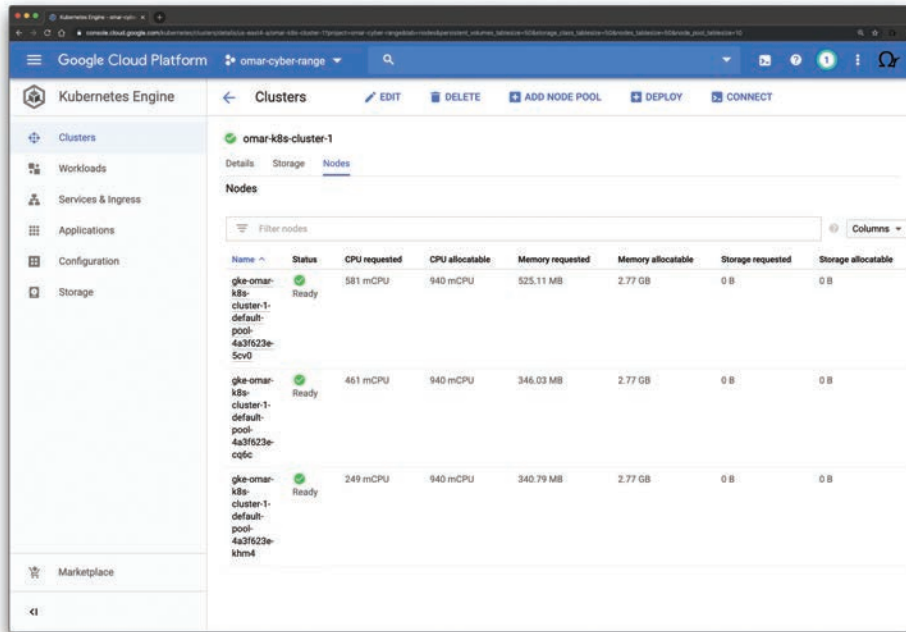 Kubernetes Engine - omar-cyber
Google Cloud Platform
omar-cyber-range
1
Kubernetes Engine
Clusters
EDIT
DELETE
ADD NODE POOL
DEPLOY
CONNECT
Clusters
Workloads
Services & Ingress
Applications
Configuration
Storage
Marketplace
omar-k8s-cluster-1
Details Storage Nodes
Nodes
Filter nodes
Columns
Name Status CPU requested CPU allocatable Memory requested Memory allocatable Storage requested Storage allocatable
gke-omar- Ready 581 mCPU 940 mCPU 525.11 MB 2.77 GB 0 B 0 B
k8s-
cluster-1-
default-
pool-
4a3f623e-
5cv0
gke-omar- Ready 461 mCPU 940 mCPU 346.03 MB 2.77 GB 0 B 0 B
k8s-
cluster-1-
default-
pool-
4a3f623e-
cq6c
gke-omar- Ready 249 mCPU 940 mCPU 340.79 MB 2.77 GB 0 B 0 B
k8s-
cluster-1-
default-
pool-
4a3f623e-
khm4